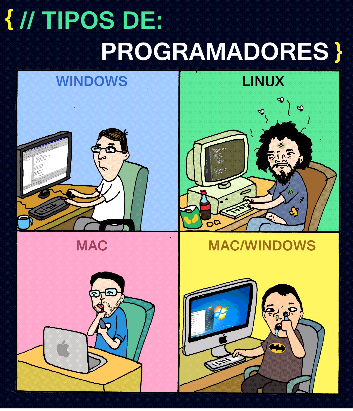 { // TIPOS DE:
PROGRAMADORES }
WINDOWS
LINUX
MAC
MAC/WINDOWS